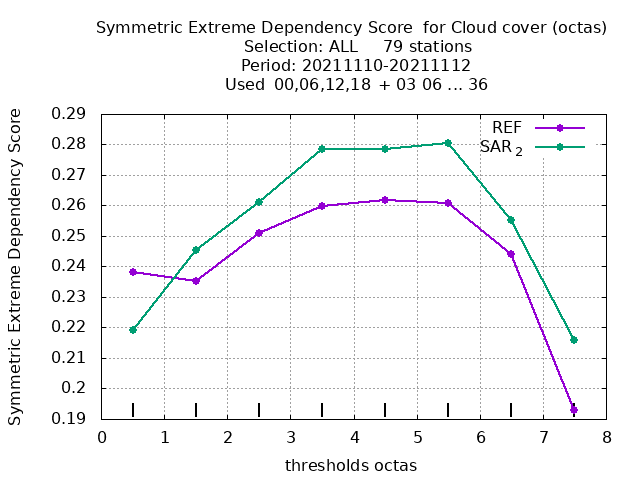 Symmetric Extreme Dependency Score for Cloud cover (octas)
Selection: ALL 79 stations
Period: 20211110-20211112
Used 00,06,12,18 + 03 06 ... 36
REF
SAR 2
Symmetric Extreme Dependency Score
0.29
0.28
0.27
0.26
0.25
0.24
0.23
0.22
0.21
0.2
0.19
0 1 2 3 4 5 6 7 8
thresholds octas